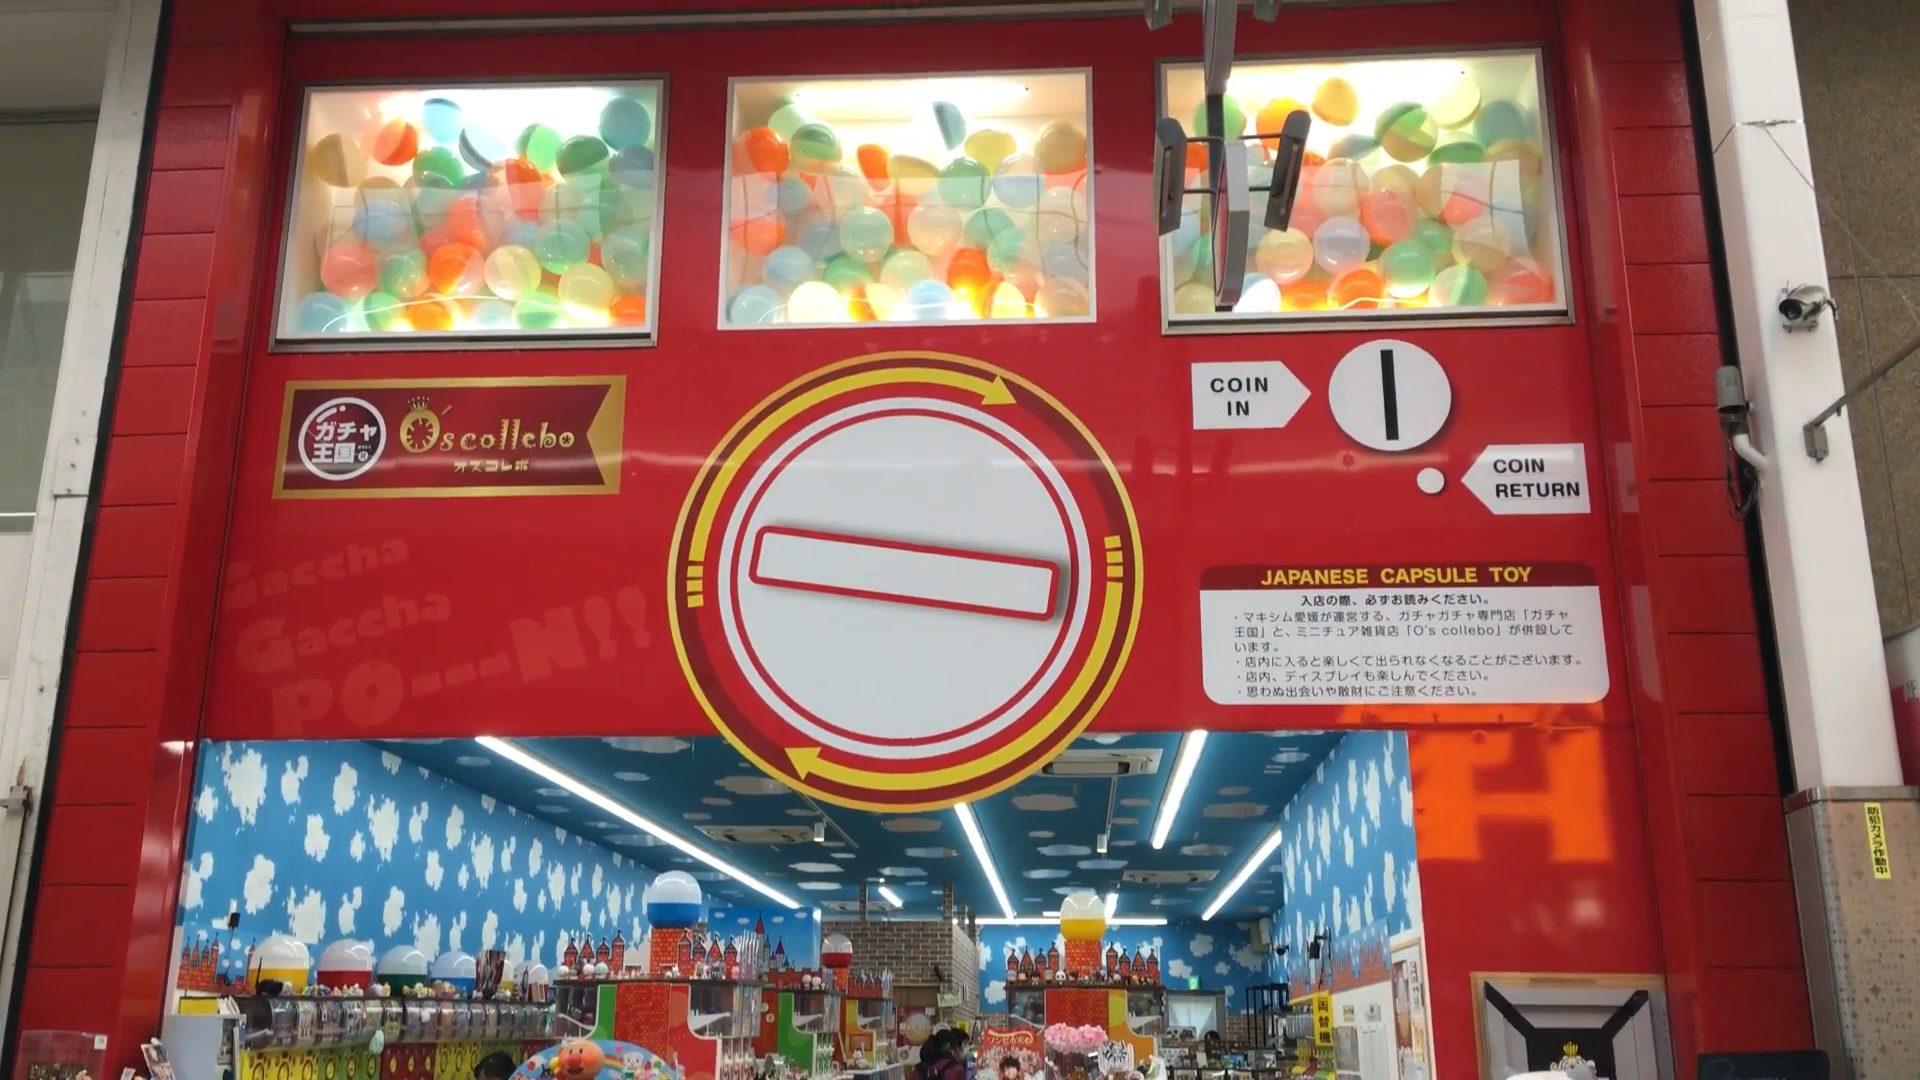 ガチャ
王国
O'scollebo
オズコレボ
COIN
IN
COIN
RETURN
Gaccha
Gaccha
PO---N!!
JAPANESE CAPSULE TOY
入店の際、必ずお読みください。
・マキシム愛媛が運営する、ガチャガチャ専門店「ガチャ
王国」と、ミニチュア雑貨店「O's collebo」が併設して
います。
・店内に入ると楽しくて出られなくなることがございます。
・店内、ディスプレイも楽しんでください。
・思わぬ出会いや散財にご注意ください。
防犯カメラ作動中
両替機